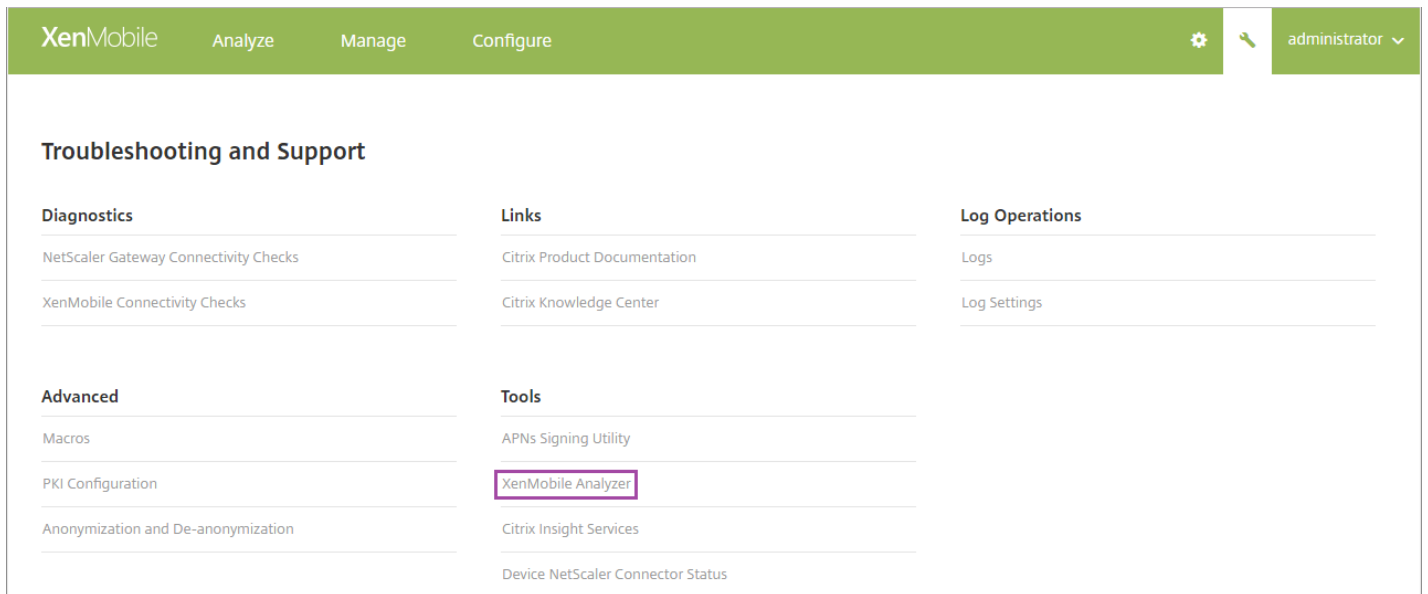 XenMobile Analyze Manage Configure administrator
Troubleshooting and Support
Diagnostics
NetScaler Gateway Connectivity Checks
XenMobile Connectivity Checks
Links
Citrix Product Documentation
Citrix Knowledge Center
Log Operations
Logs
Log Settings
Advanced
Macros
PKI Configuration
Anonymization and De-anonymization
Tools
APNs Signing Utility
XenMobile Analyzer
Citrix Insight Services
Device NetScaler Connector Status